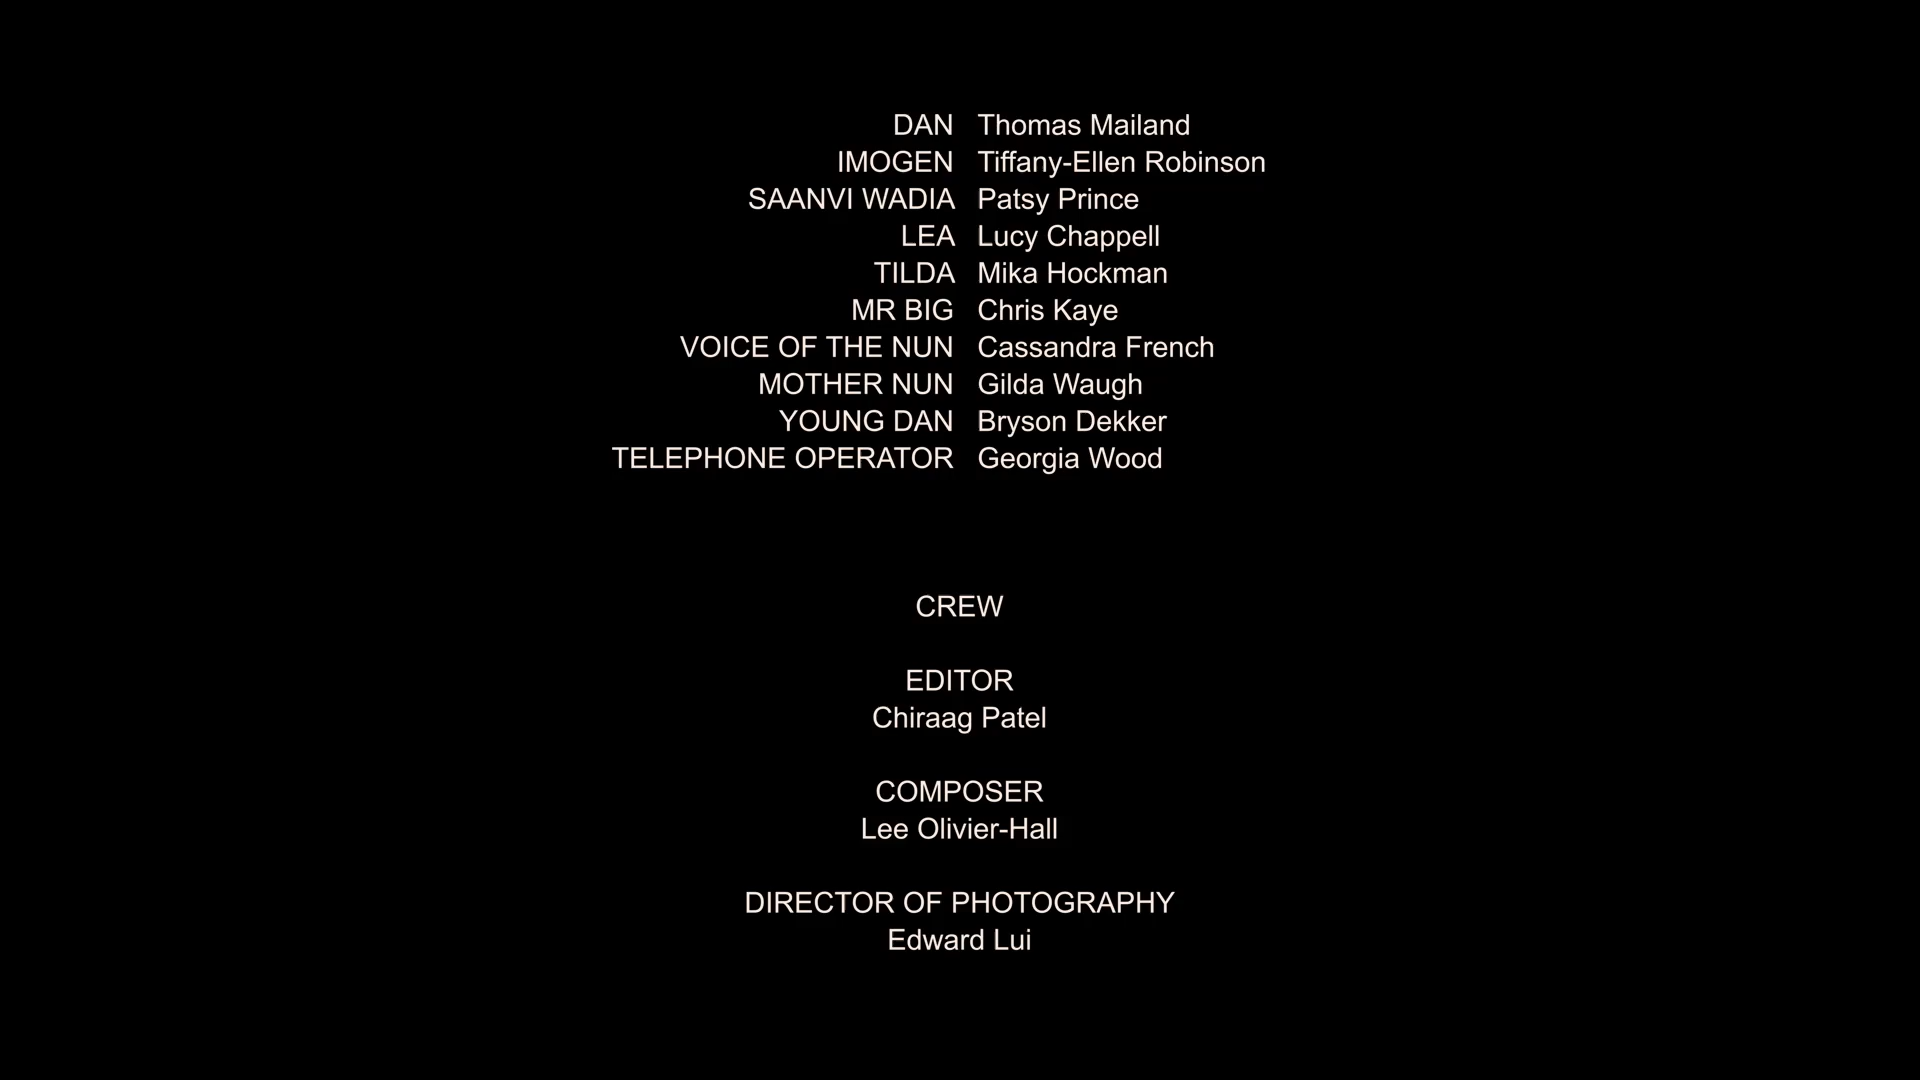 DAN Thomas Mailand
IMOGEN Tiffany-Ellen Robinson
SAANVI WADIA Patsy Prince
LEA Lucy Chappell
TILDA Mika Hockman
MR BIG Chris Kaye
VOICE OF THE NUN Cassandra French
MOTHER NUN Gilda Waugh
YOUNG DAN Bryson Dekker
TELEPHONE OPERATOR Georgia Wood
CREW
EDITOR
Chiraag Patel
COMPOSER
Lee Olivier-Hall
DIRECTOR OF PHOTOGRAPHY
Edward Lui